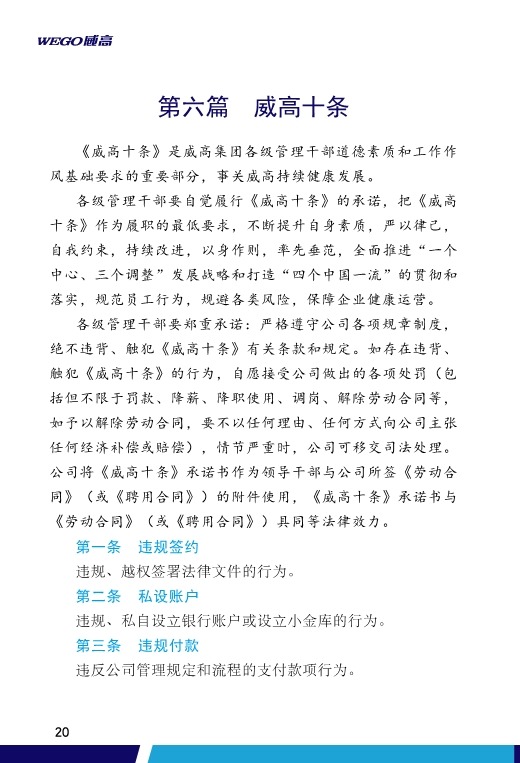 WEGO威高
第六篇 威高十条
《威高十条》是威高集团各级管理干部道德素质和工作作
风基础要求的重要部分，事关威高持续健康发展。
各级管理干部要自觉履行《威高十条》的承诺，把《威高
十条》作为履职的最低要求，不断提升自身素质，严以律己，
自我约束，持续改进，以身作则，率先垂范，全面推进“一个
中心、三个调整”发展战略和打造“四个中国一流”的贯彻和
落实，规范员工行为，规避各类风险，保障企业健康运营。
各级管理干部要郑重承诺：严格遵守公司各项规章制度，
绝不违背、触犯《威高十条》有关条款和规定。如存在违背、
触犯《威高十条》的行为，自愿接受公司做出的各项处罚（包
括但不限于罚款、降薪、降职使用、调岗、解除劳动合同等，
如予以解除劳动合同，要不以任何理由、任何方式向公司主张
任何经济补偿或赔偿），情节严重时，公司可移交司法处理。
公司将《威高十条》承诺书作为领导干部与公司所签《劳动合
同》（或《聘用合同》）的附件使用，《威高十条》承诺书与
《劳动合同》（或《聘用合同》）具同等法律效力。
第一条 违规签约
违规、越权签署法律文件的行为。
第二条 私设账户
违规、私自设立银行账户或设立小金库的行为。
第三条 违规付款
违反公司管理规定和流程的支付款项行为。
20